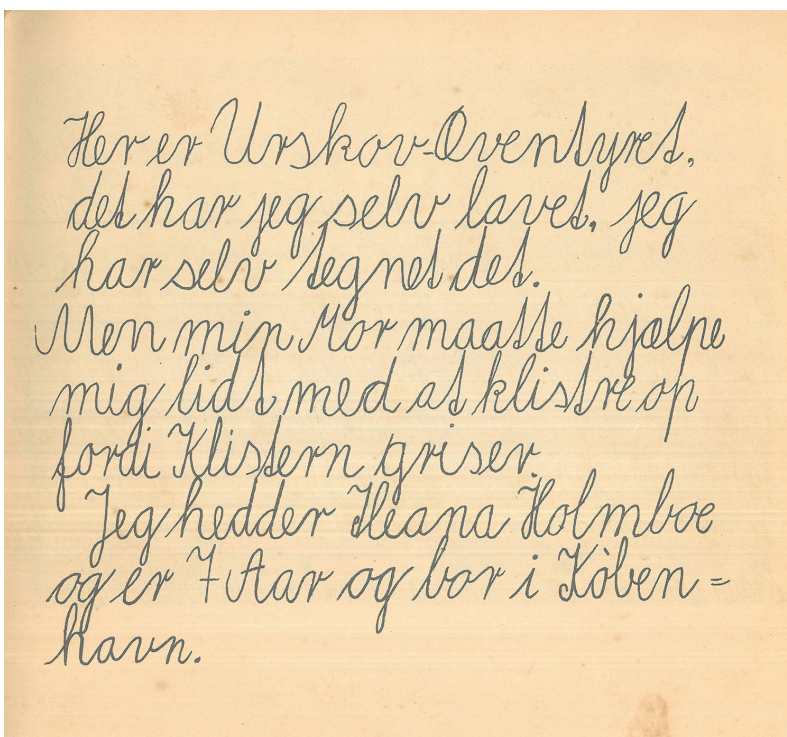 Her er Urskov-Æventyret,
det har jeg selv lavet, jeg
har selv tegnet det.
Men min Mor maatte hjælpe
mig lidt med at klistre op
fordi Klistern griser.
Jeg hedder Ileana Holmboe
og er 7 Aar og bor i Köben=
havn.